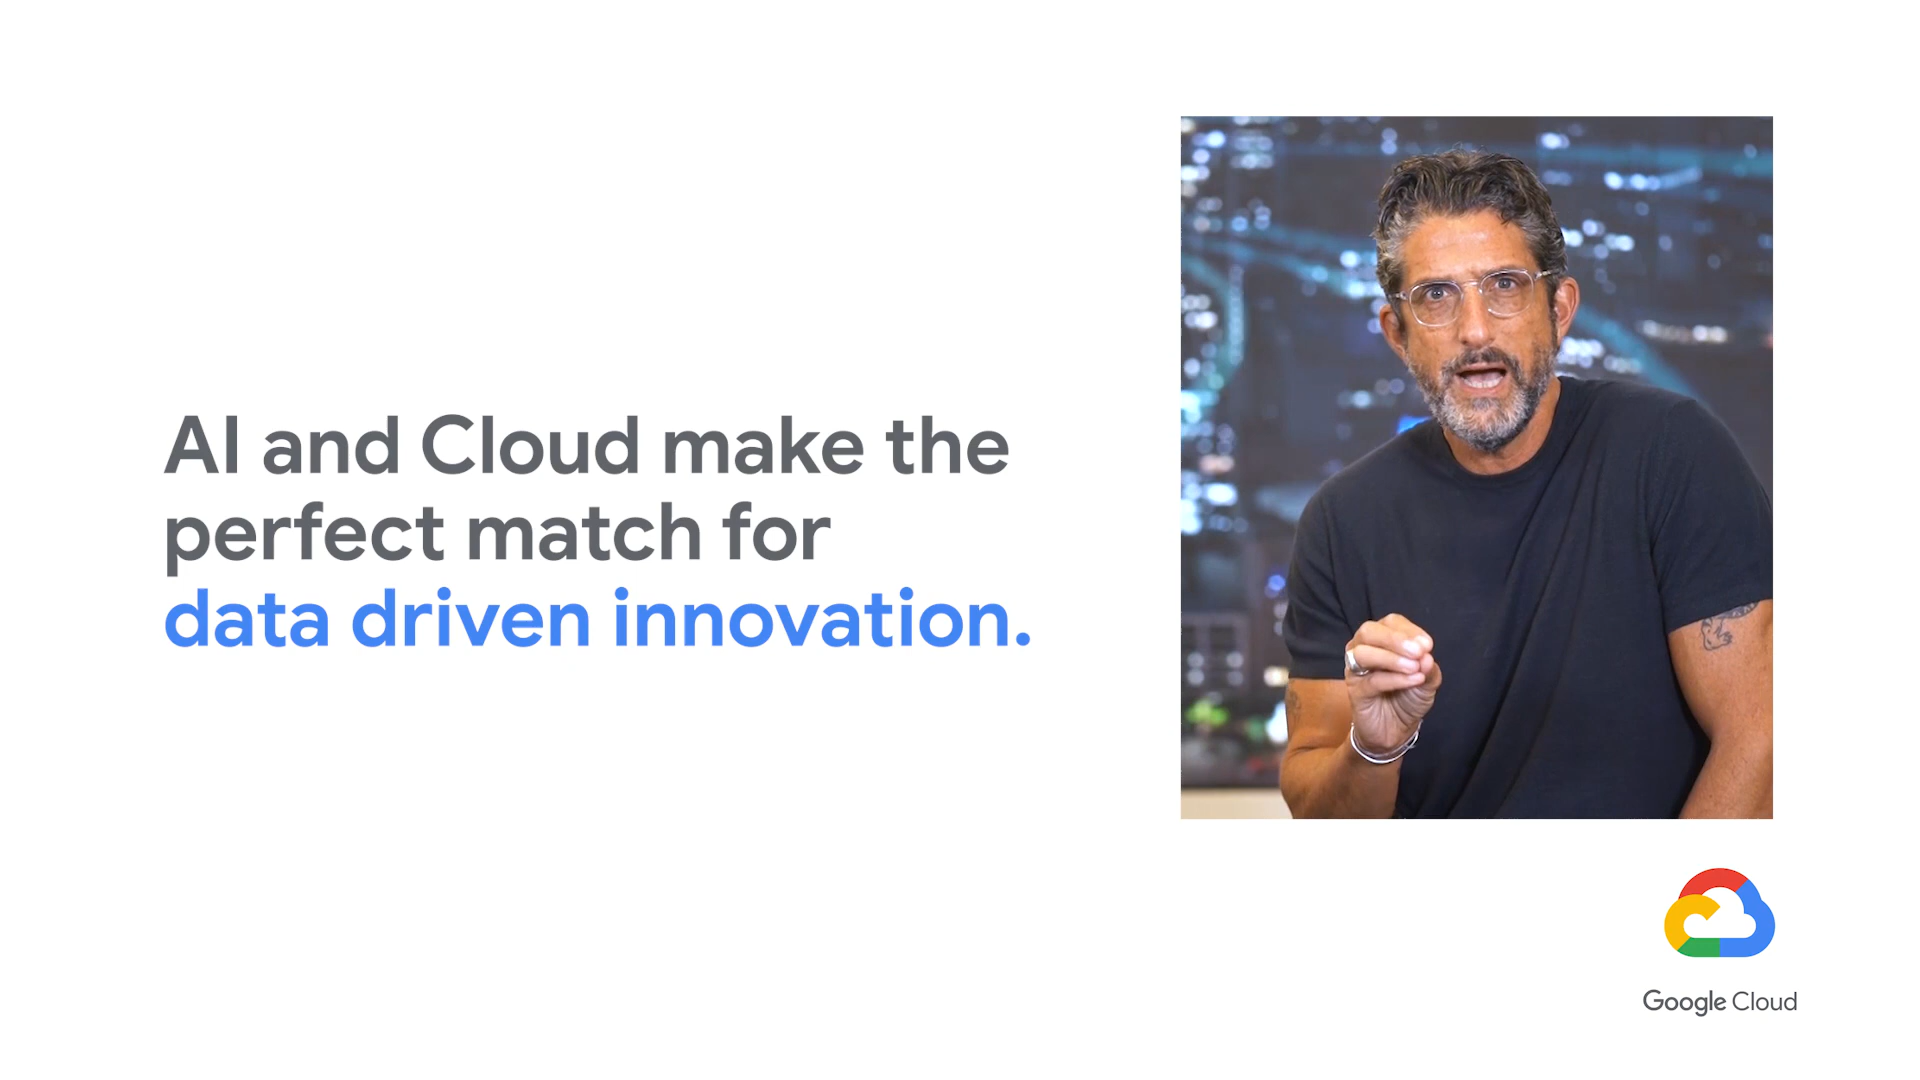 AI and Cloud make the
perfect match for
data driven innovation.
Google Cloud